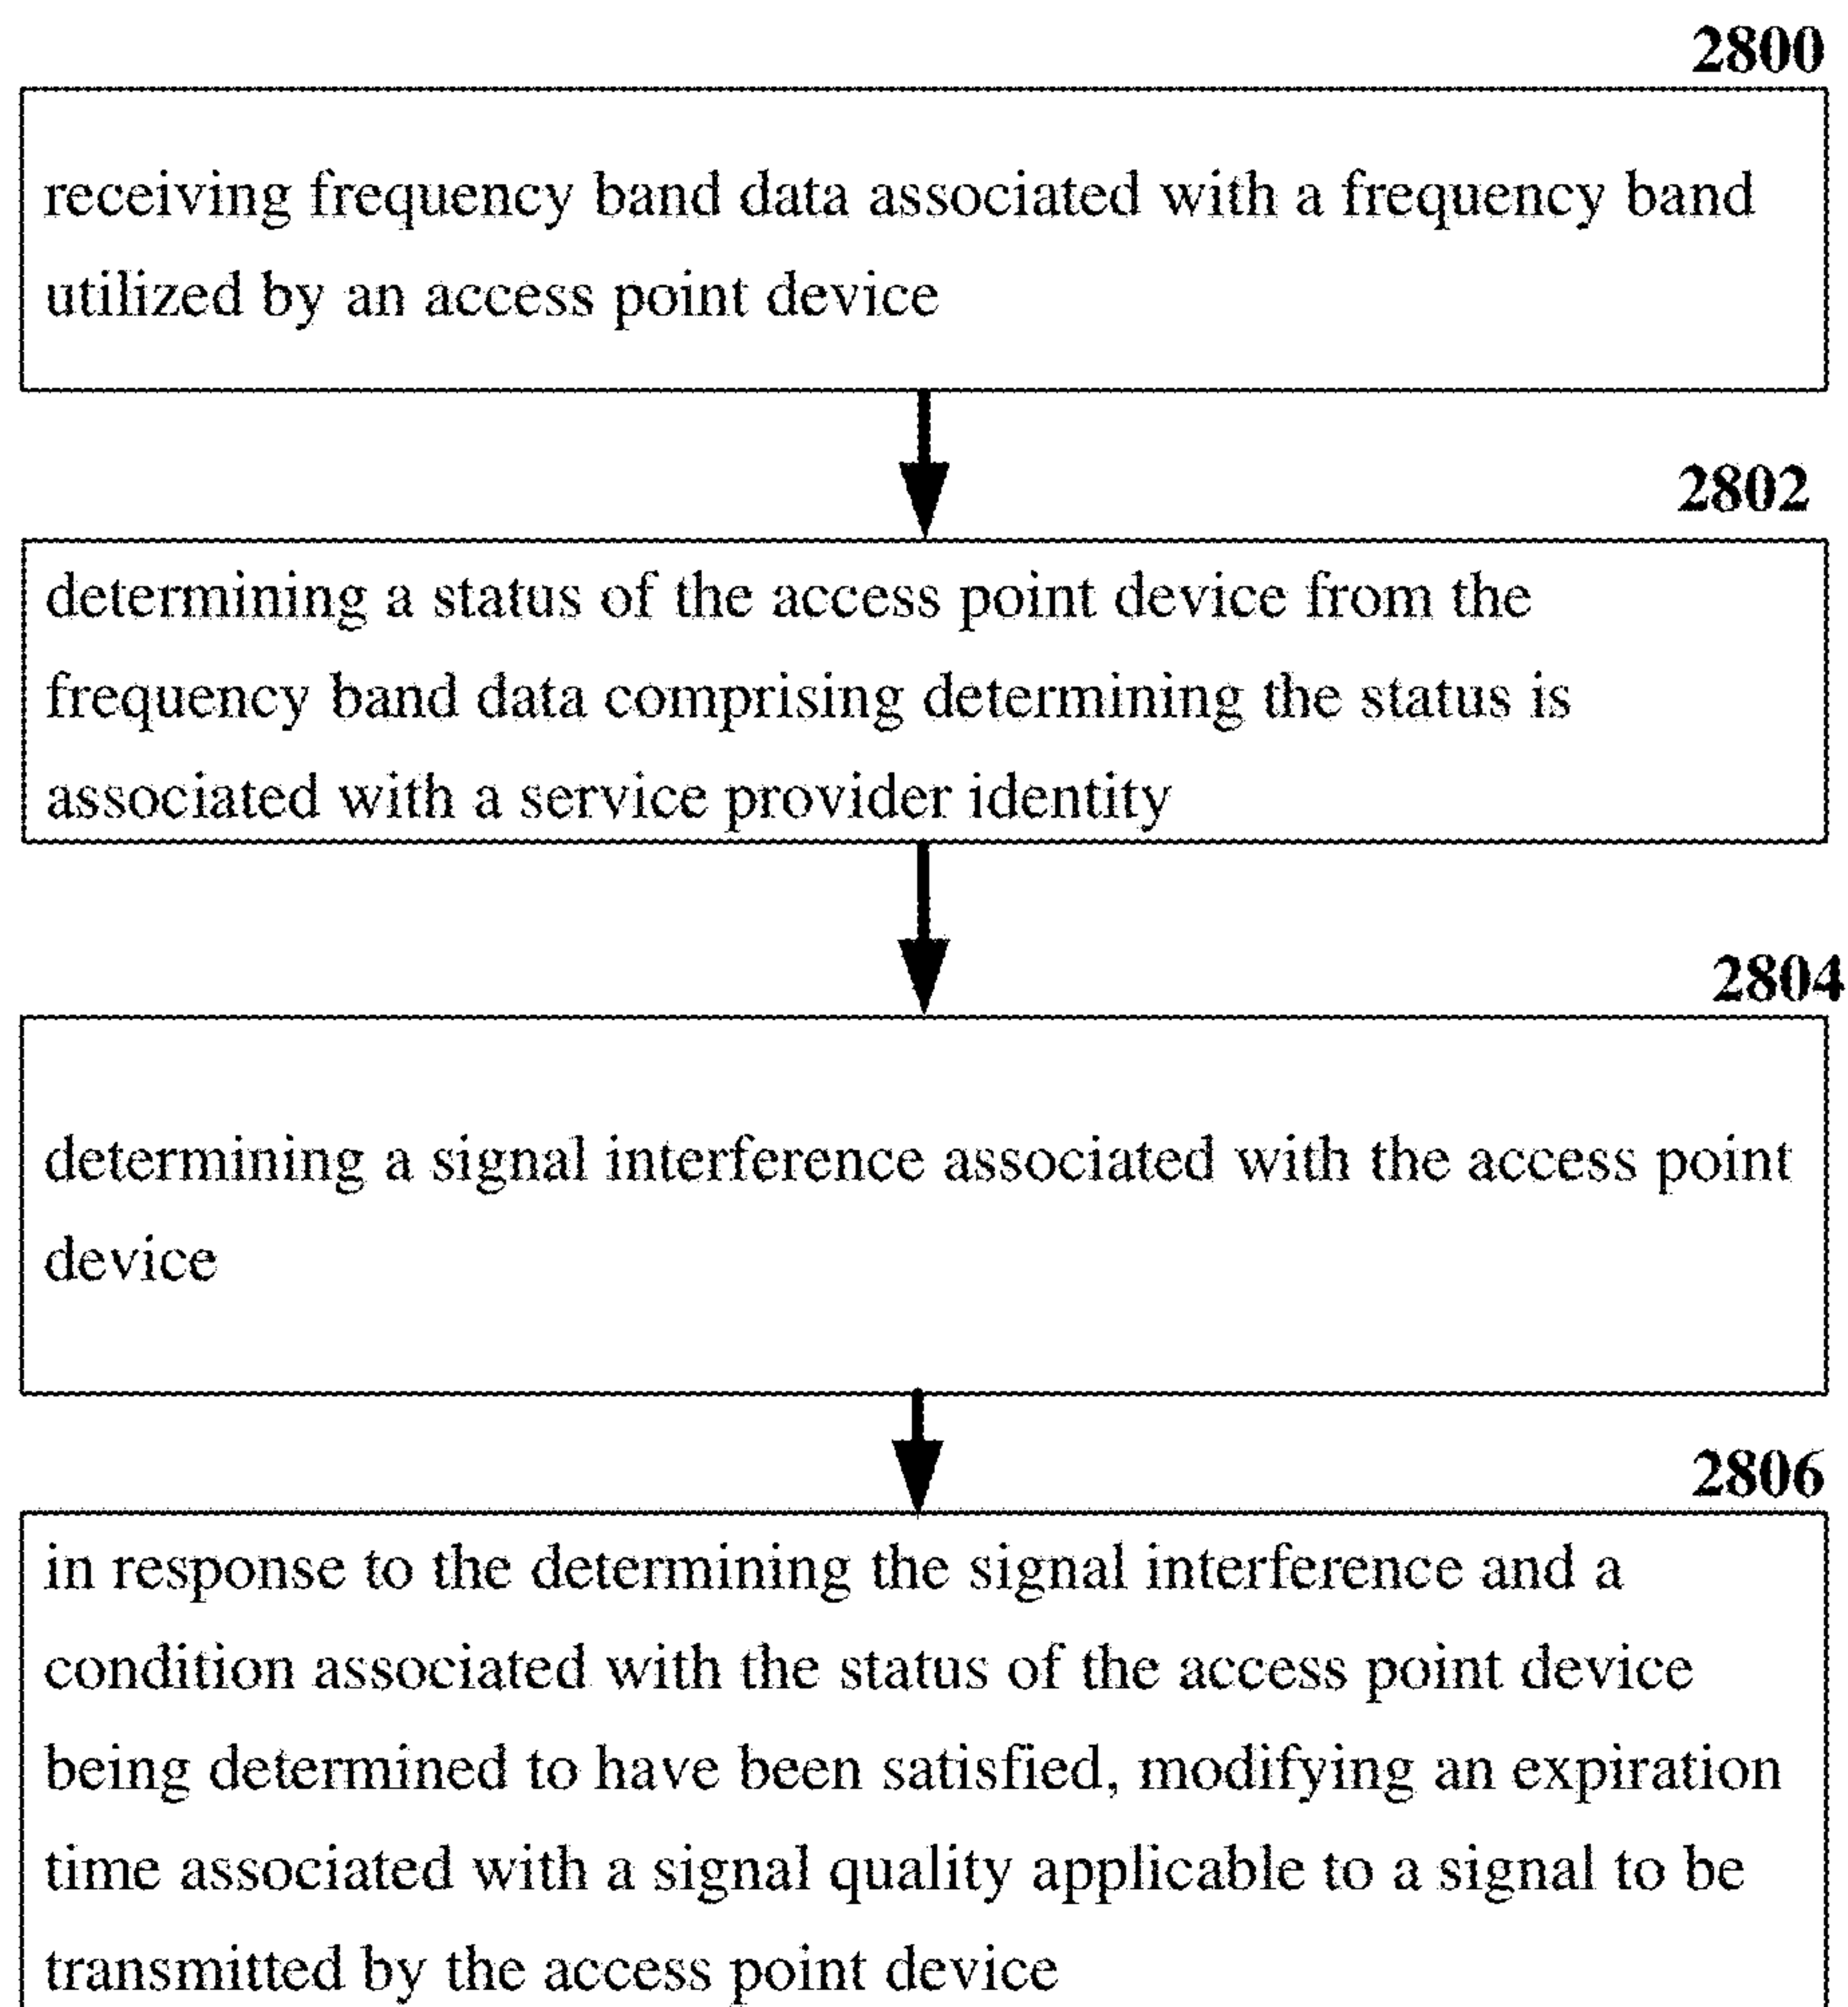 2800
receiving frequency band data associated with a frequency band
utilized by an access point device
2802
determining a status of the access point device from the
frequency band data comprising determining the status is
associated with a service provider identity
2804
determining a signal interference associated with the access point
device
2806
in response to the determining the signal interference and a
condition associated with the status of the access point device
being determined to have been satisfied, modifying an expiration
time associated with a signal quality applicable to a signal to be
transmitted by the access point device